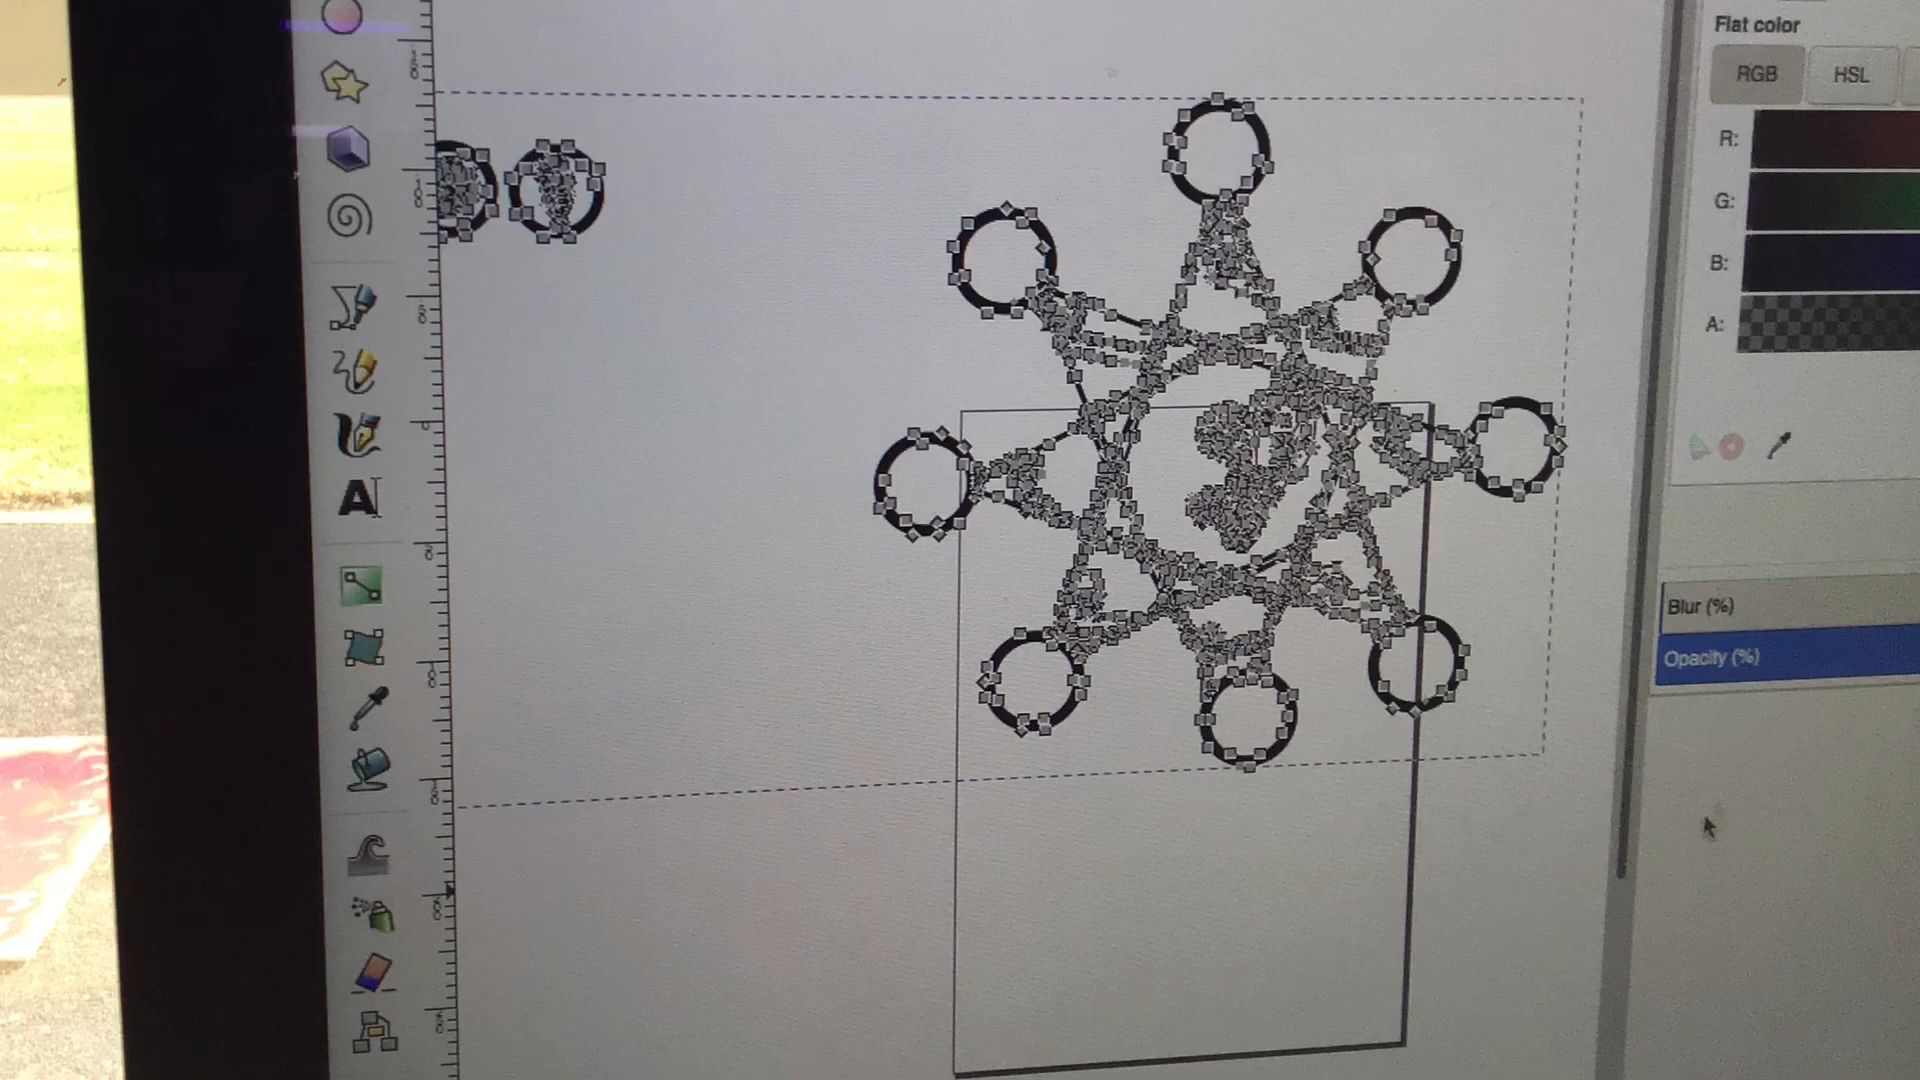 Flat color
RGB HSL
R:
G:
B:
A:
A
Blur (%)
Opacity (%)